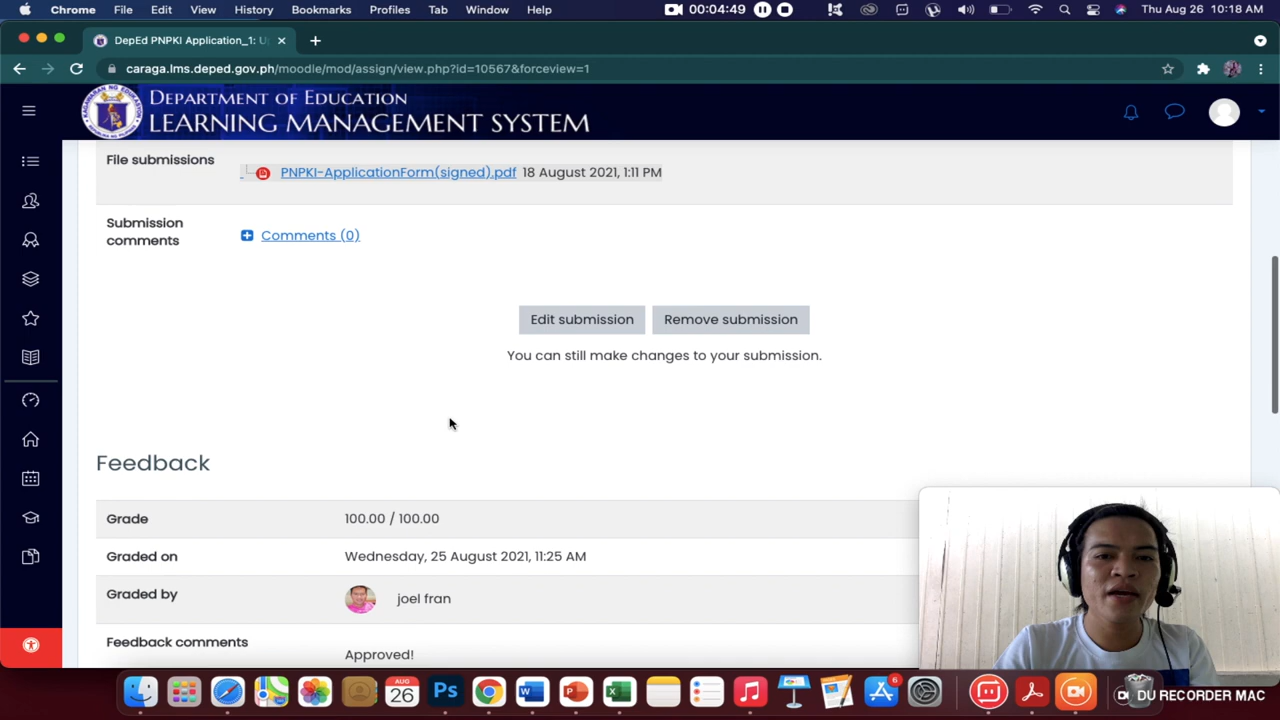 Chrome File Edit View History Bookmarks Profiles Tab Window Help 00:04:49 Thu Aug 26 10:18 AM
DepEd PNPKI Application_1: U
caraga.lms.deped.gov.ph/moodle/mod/assign/view.php?id=10567&forceview=1
DEPARTMENT OF EDUCATION
LEARNING MANAGEMENT SYSTEM
File submissions
PNPKI-ApplicationForm(signed).pdf 18 August 2021, 1:11 PM
Submission comments
Comments (0)
Edit submission Remove submission
You can still make changes to your submission.
Feedback
Grade 100.00 / 100.00
Graded on Wednesday, 25 August 2021, 11:25 AM
Graded by joel fran
Feedback comments
Approved!
AUG
26
Ps
W
P
X
6
DU RECORDER MAC